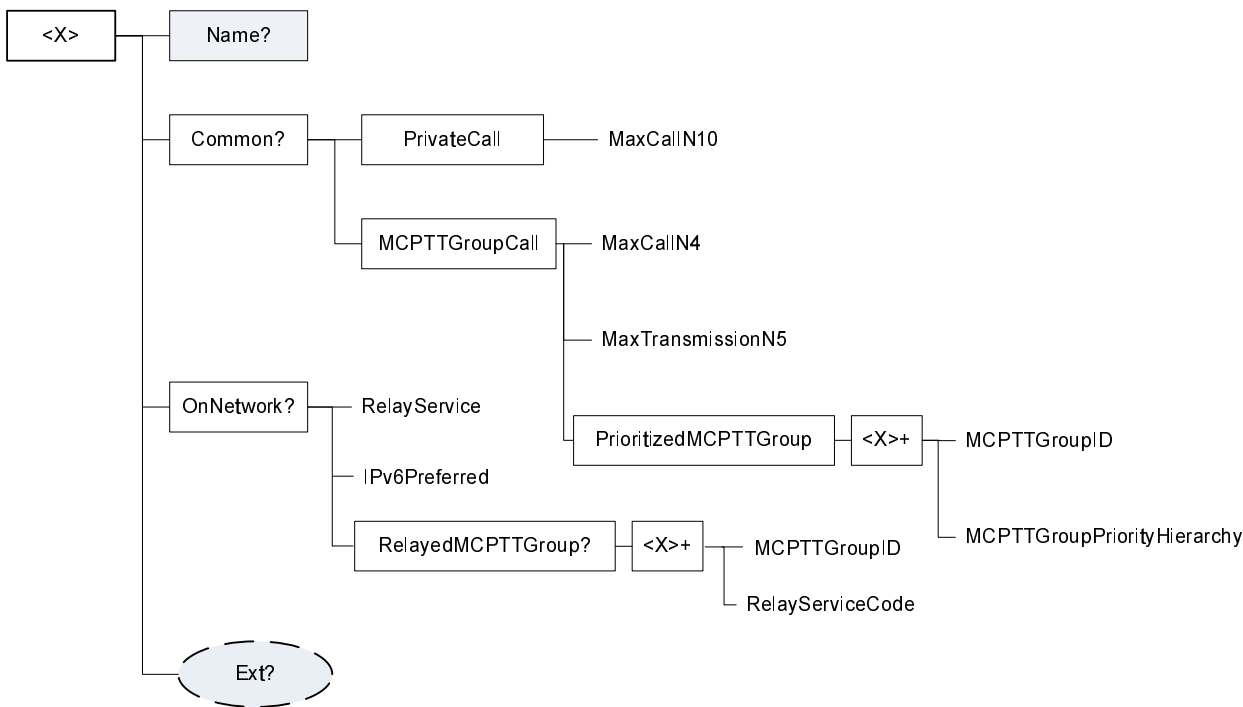 <X>
Name?
Common?
PrivateCall
MaxCallN10
MCPTTGroupCall
MaxCallN4
MaxTransmissionN5
OnNetwork?
RelayService
PrioritizedMCPTTGroup
<X>+
MCPTTGroupID
IPv6Preferred
MCPTTGroupPriorityHierarchy
RelayedMCPTTGroup?
<X>+
MCPTTGroupID
RelayServiceCode
Ext?